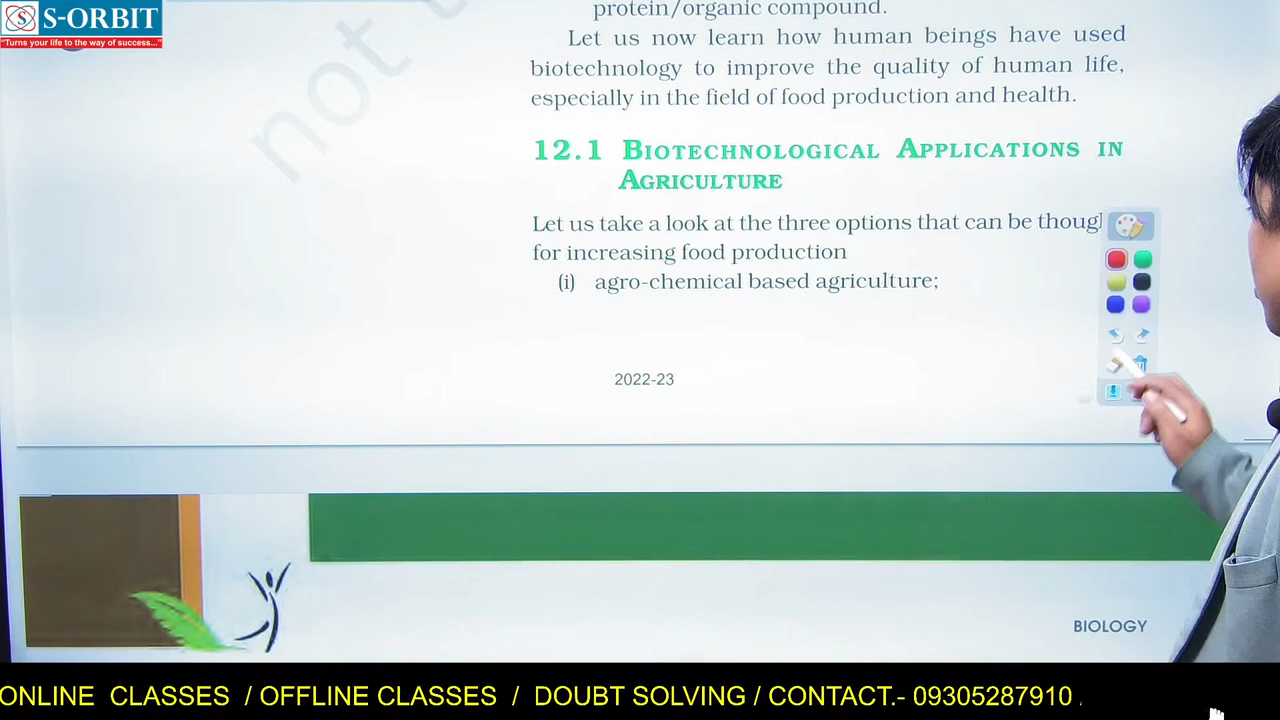 S-ORBIT
"Turns your life to the way of success..."
protein/organic compound.
Let us now learn how human beings have used
biotechnology to improve the quality of human life,
especially in the field of food production and health.
not
12.1 BIOTECHNOLOGICAL APPLICATIONS IN
AGRICULTURE
Let us take a look at the three options that can be
for increasing food production
(i) agro-chemical based agriculture;
2022-23
BIOLOGY
ONLINE CLASSES / OFFLINE CLASSES / DOUBT SOLVING / CONTACT.- 09305287910